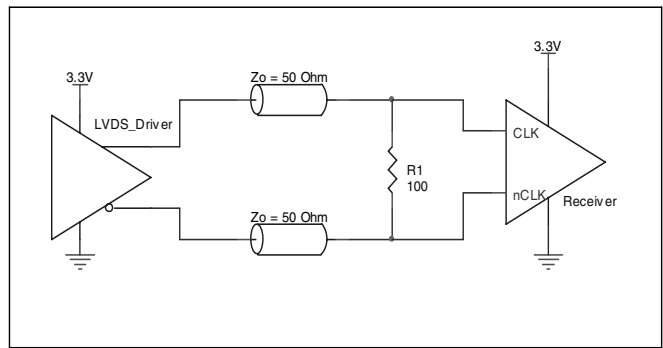 3.3V
3.3V
Zo = 50 Ohm
LVDS_Driver
CLK
R1
100
nCLK
Receiver
Zo = 50 Ohm